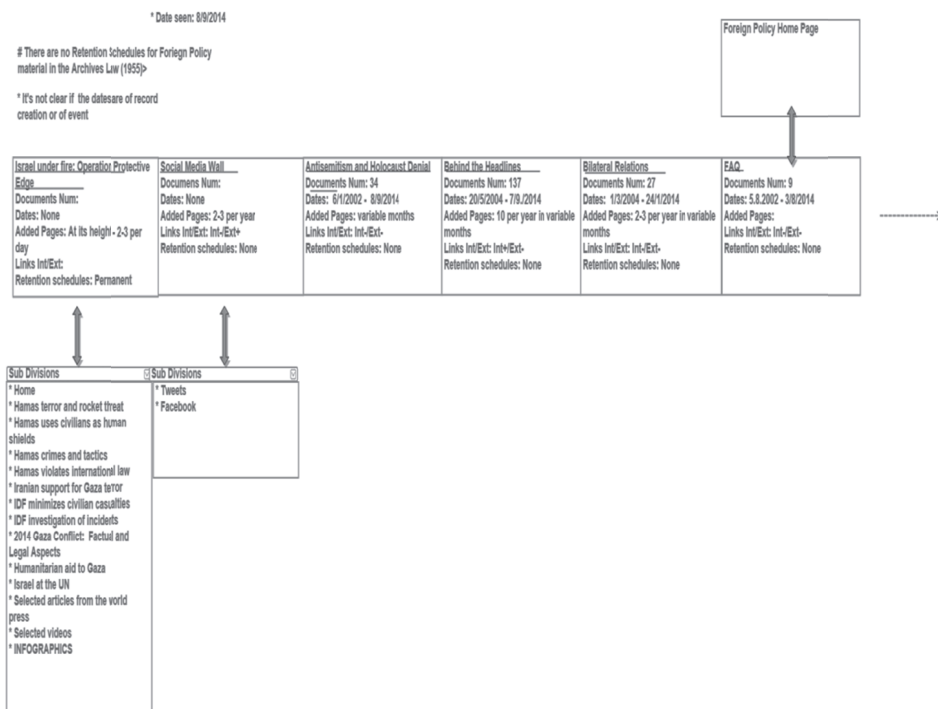 * Date seen: 8/9/2014
# There are no Retention Schedules for Foriegn Policy
material in the Archives Law (1955)>
* It's not clear if the datesare of record
creation or of event
Foreign Policy Home Page
Israel under fire: Operation Protective
Edge
Documents Num:
Dates: None
Added Pages: At its height - 2-3 per
day
Links Int/Ext:
Retention schedules: Permanent
Social Media Wall
Documens Num:
Dates: None
Added Pages: 2-3 per year
Links Int/Ext: Int-/Ext+
Retention schedules: None
Antisemitism and Holocaust Denial
Documents Num: 34
Dates: 6/1/2002 - 8/9/2014
Added Pages: variable months
Links Int/Ext: Int-/Ext-
Retention schedules: None
Behind the Headlines
Documents Num: 137
Dates: 20/5/2004 - 7/9./2014
Added Pages: 10 per year in variable
months
Links Int/Ext: Int+/Ext-
Retention schedules: None
Bilateral Relations
Documents Num: 27
Dates: 1/3/2004 - 24/1/2014
Added Pages: 2-3 per year in variable
months
Links Int/Ext: Int-/Ext-
Retention schedules: None
FAQ
Documents Num: 9
Dates: 5.8.2002 - 3/8/2014
Added Pages:
Links Int/Ext: Int-/Ext-
Retention schedules: None
Sub Divisions
* Home
* Hamas terror and rocket threat
* Hamas uses civilians as human
shields
* Hamas crimes and tactics
* Hamas violates international law
* Iranian support for Gaza terror
* IDF minimizes civilian casualties
* IDF investigation of incidents
* 2014 Gaza Conflict: Factual and
Legal Aspects
* Humanitarian aid to Gaza
* Israel at the UN
* Selected articles from the world
press
* Selected videos
* INFOGRAPHICS
Sub Divisions
* Tweets
* Facebook